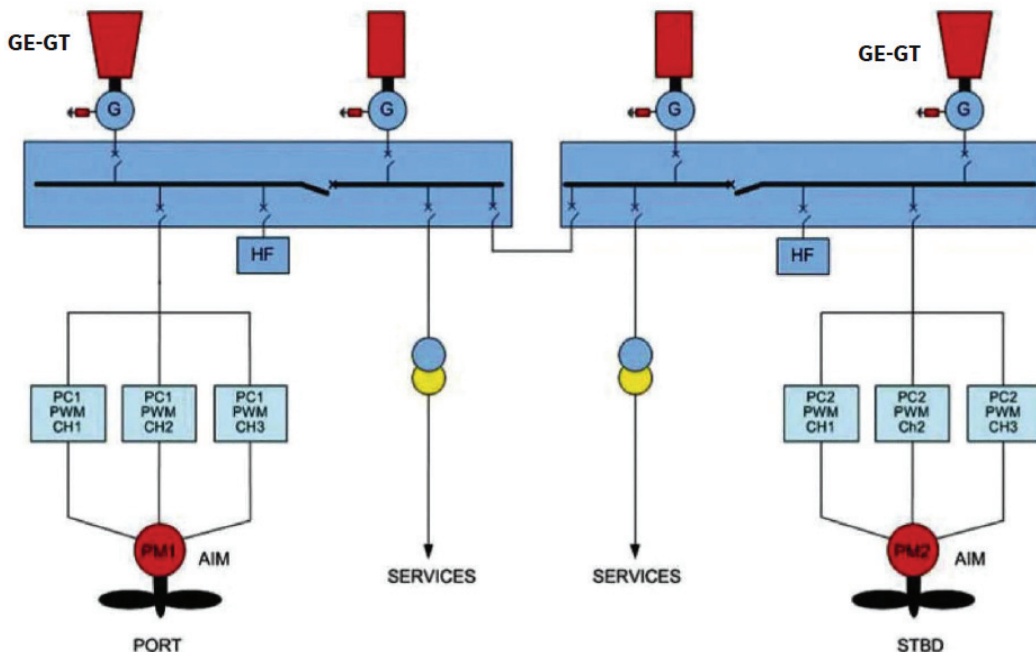 GE-GT
GE-GT
G
G
G
G
HF
HF
PC1
PWM
CH1
PC1
PWM
CH2
PC1
PWM
CH3
PC2
PWM
CH1
PC2
PWM
Ch2
PC2
PWM
CH3
PM1
AIM
SERVICES
SERVICES
PM2
AIM
PORT
STBD